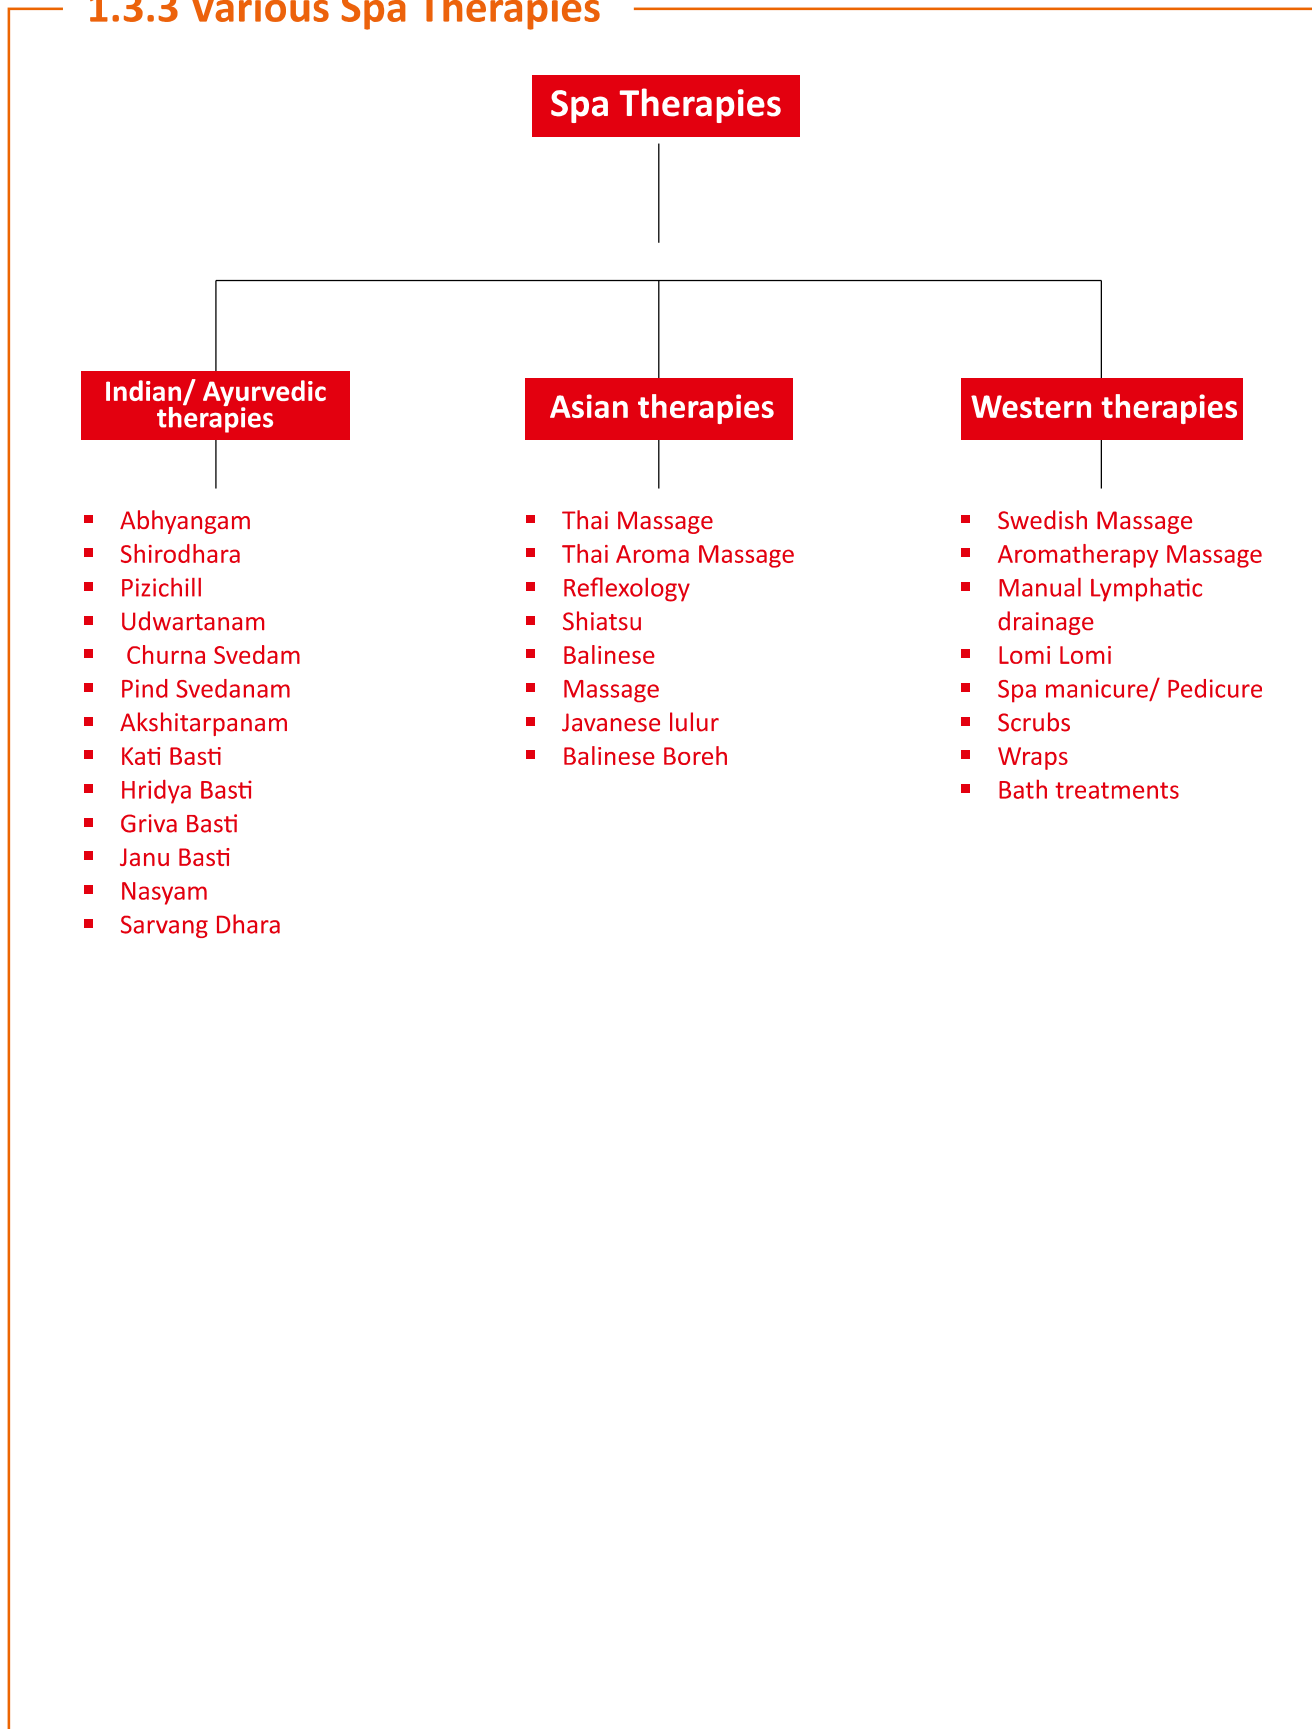 1.3.3 Various Spa Therapies
Spa Therapies
Indian/ Ayurvedic
therapies
Abhyangam
Shirodhara
Pizichill
Udwartanam
Churna Svedam
Pind Svedanam
Akshitarpanam
Kati Basti
Hridya Basti
Griva Basti
Janu Basti
Nasyam
Sarvang Dhara
Asian therapies
Thai Massage
Thai Aroma Massage
Reflexology
Shiatsu
Balinese
Massage
Javanese lulur
Balinese Boreh
Western therapies
Swedish Massage
Aromatherapy Massage
Manual Lymphatic
drainage
Lomi Lomi
Spa manicure/ Pedicure
Scrubs
Wraps
Bath treatments